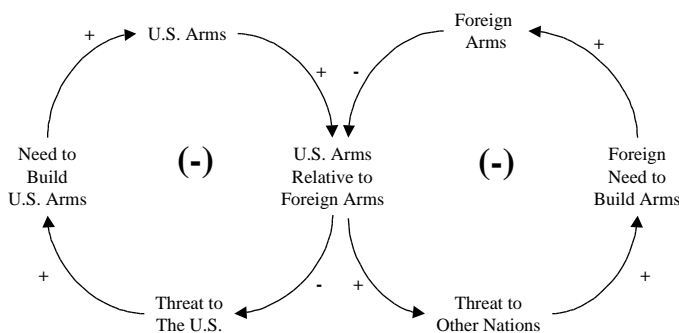 U.S. Arms
Foreign
Arms
+
+
+
-
Need to
Build
U.S. Arms
(-)
U.S. Arms
Relative to
Foreign Arms
(-)
Foreign
Need to
Build Arms
+
-
+
+
Threat to
The U.S.
Threat to
Other Nations